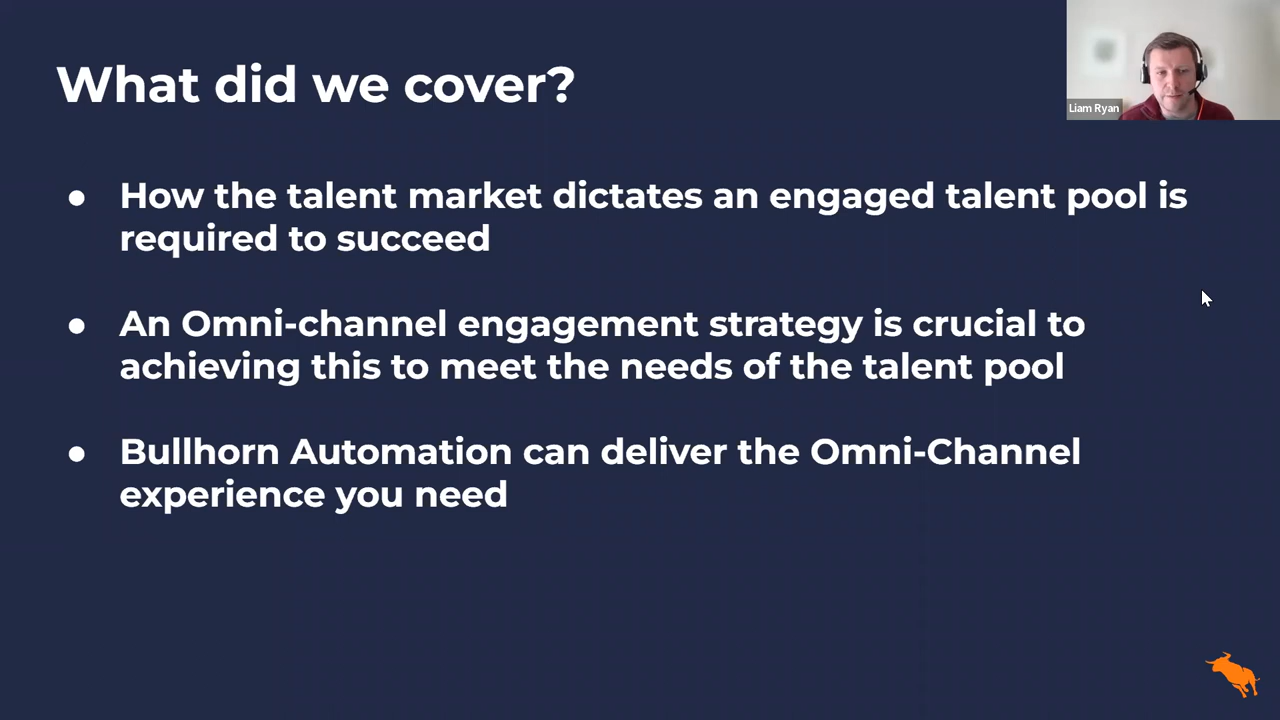 What did we cover?
Liam Ryan
● How the talent market dictates an engaged talent pool is
required to succeed
● An Omni-channel engagement strategy is crucial to
achieving this to meet the needs of the talent pool
● Bullhorn Automation can deliver the Omni-Channel
experience you need